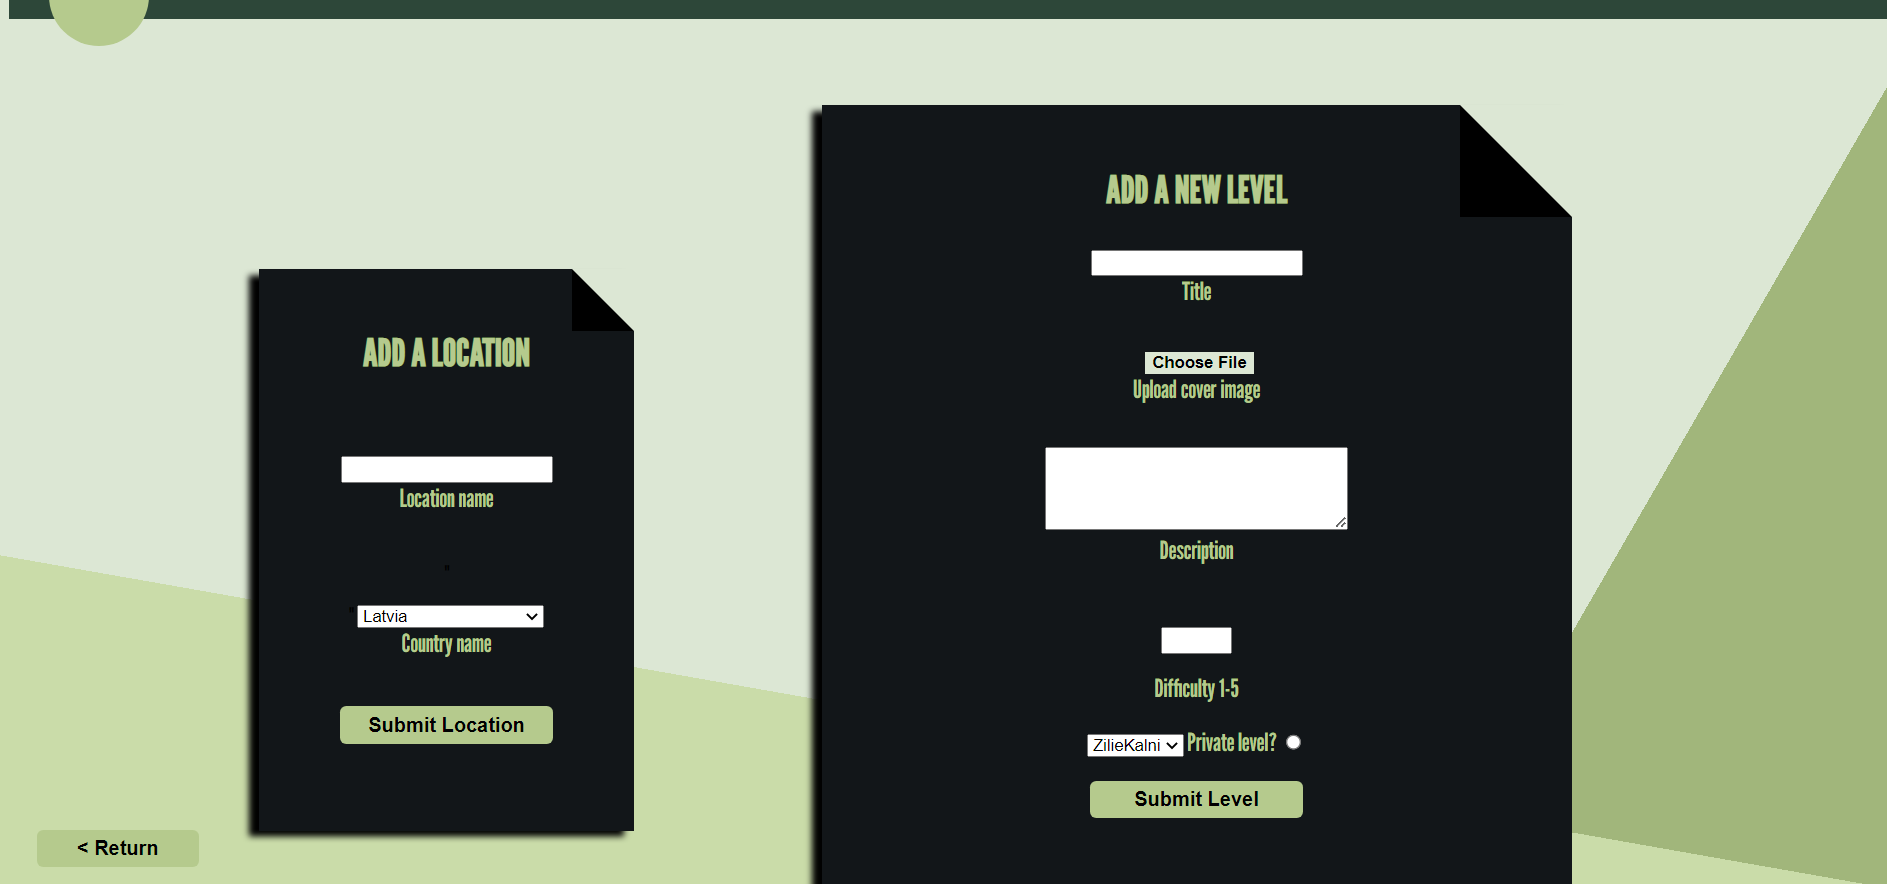 ADD A LOCATION
Location name
"
" Latvia
Country name
Submit Location
< Return
ADD A NEW LEVEL
Title
Choose File
Upload cover image
Description
Difficulty 1-5
ZilieKalni Private level?
Submit Level